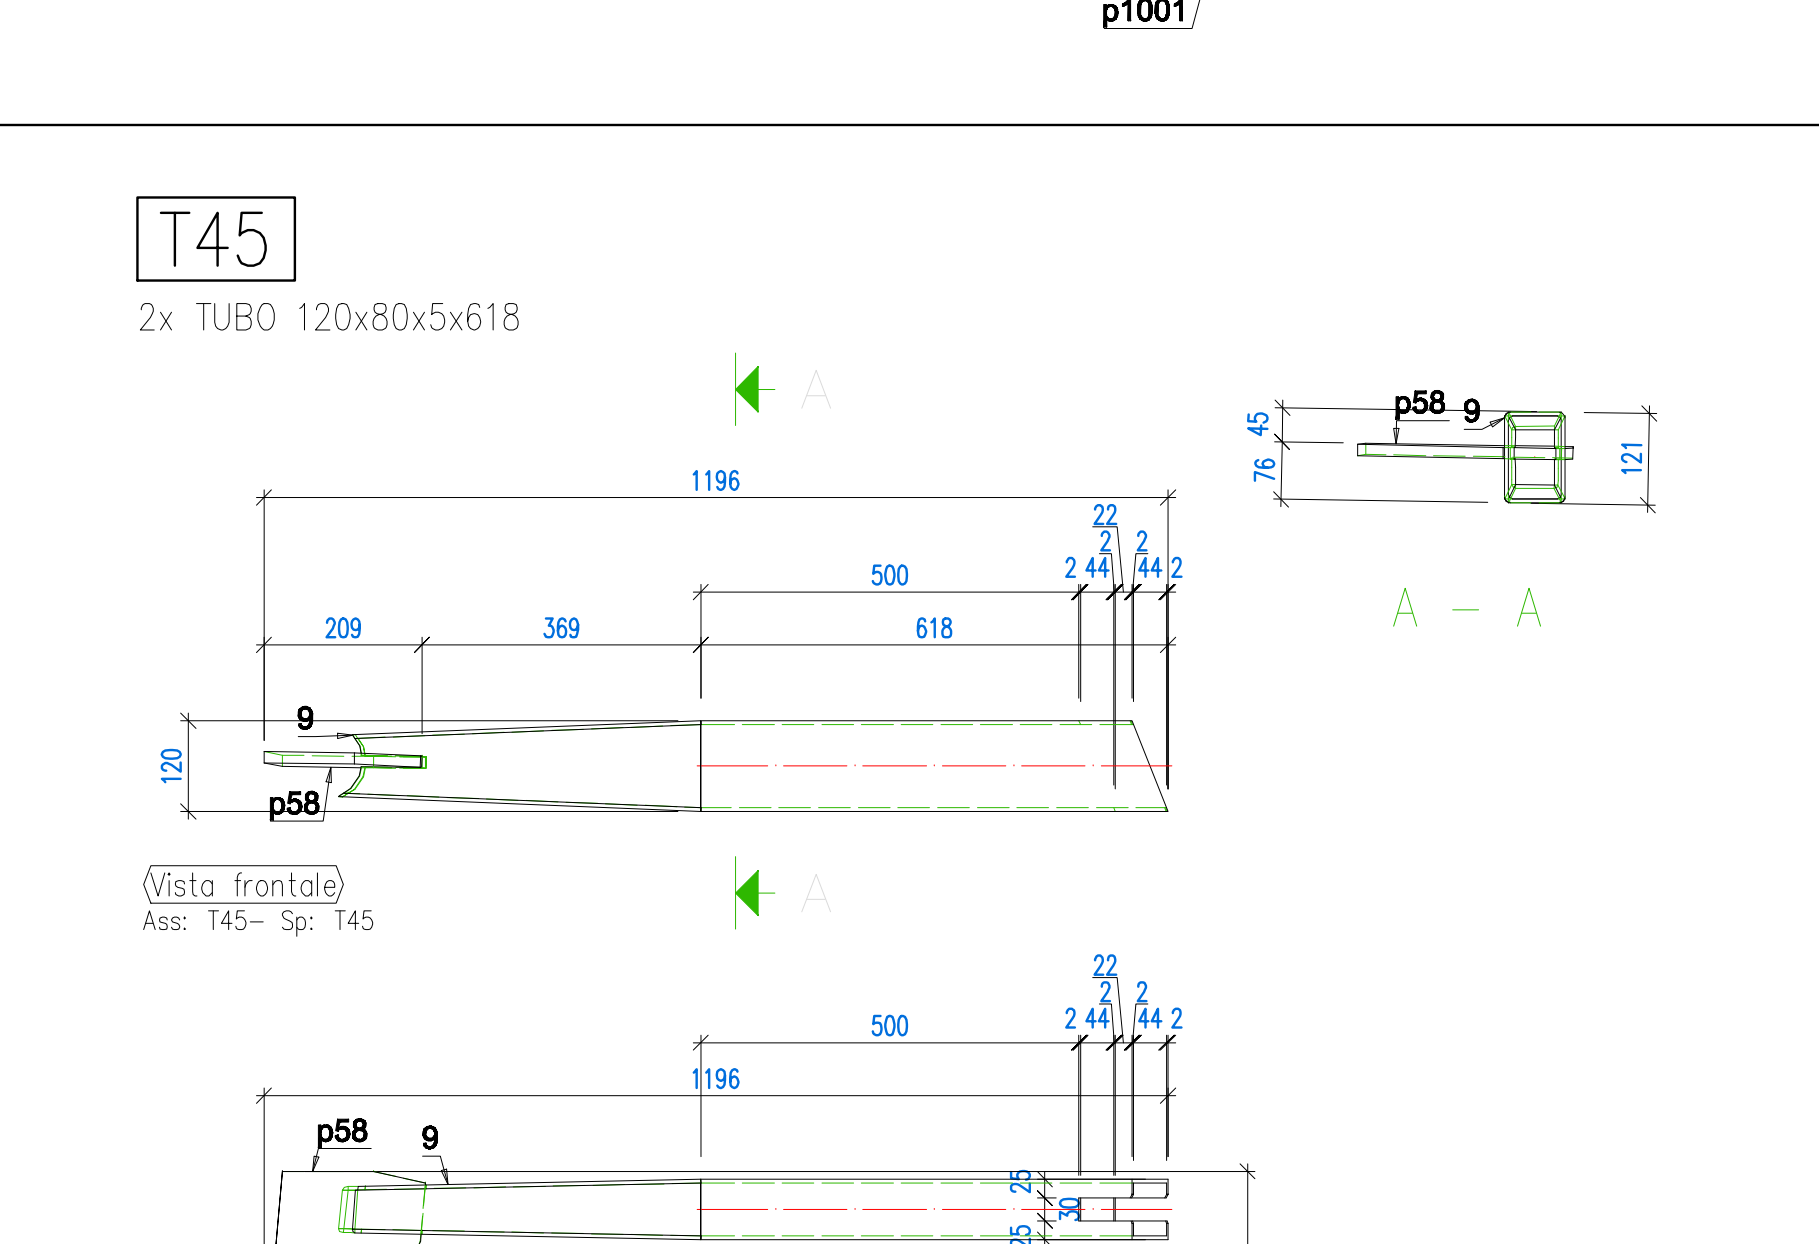 p1001
T45
2x TUBO 120x80x5x618
A
p58 9
45
76
121
1196
22
2 2
2 44 44 2
500
A - A
209 369 618
9
120
p58
Vista frontale
Ass: T45- Sp: T45
A
22
2 2
2 44 44 2
500
1196
p58 9
25
30
25